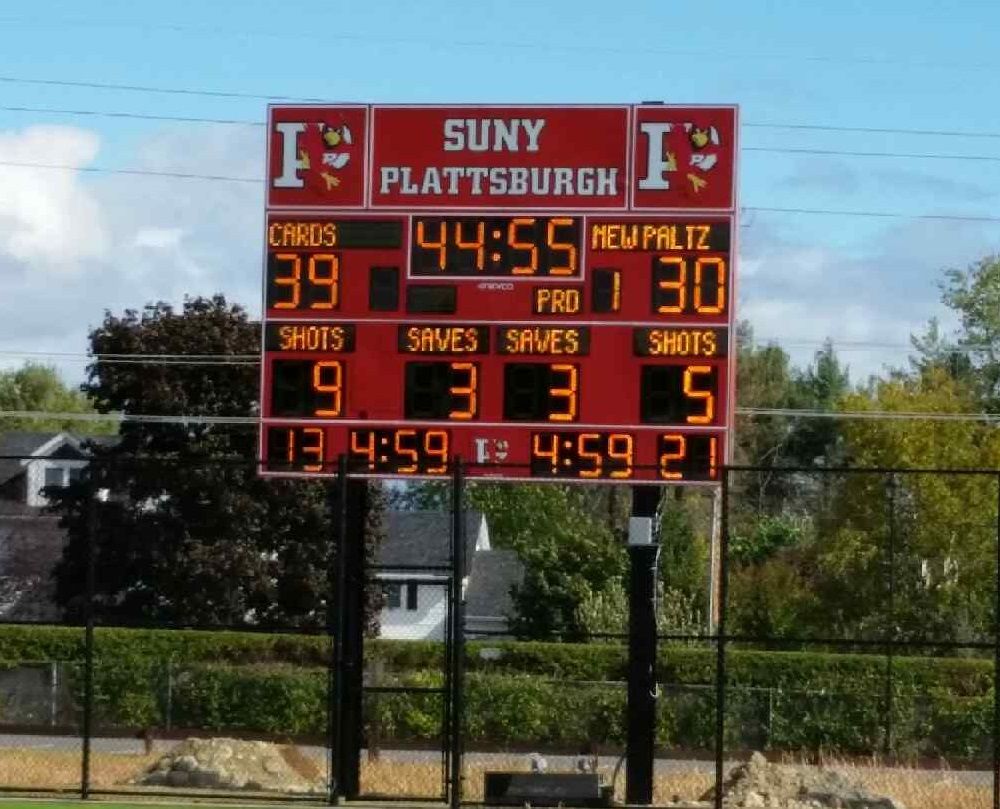 SUNY
PLATTSBURGH
CARDS 44:55 NEW PALTZ
39 PRD 1 30
SHOTS SAVES SAVES SHOTS
9 3 3 5
13 4:59 4:59 21